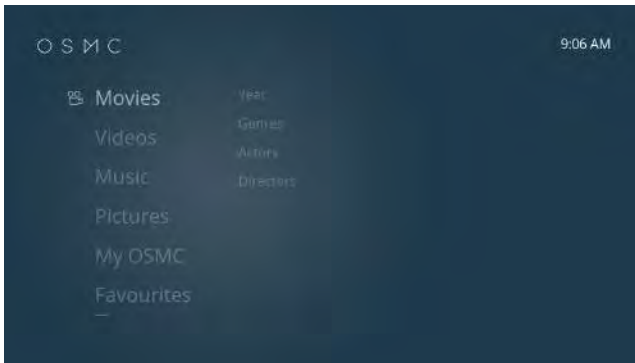 OSMC
9:06 AM
Movies
Videos
Music
Pictures
My OSMC
Favourites
Year
Genres
Actors
Directors